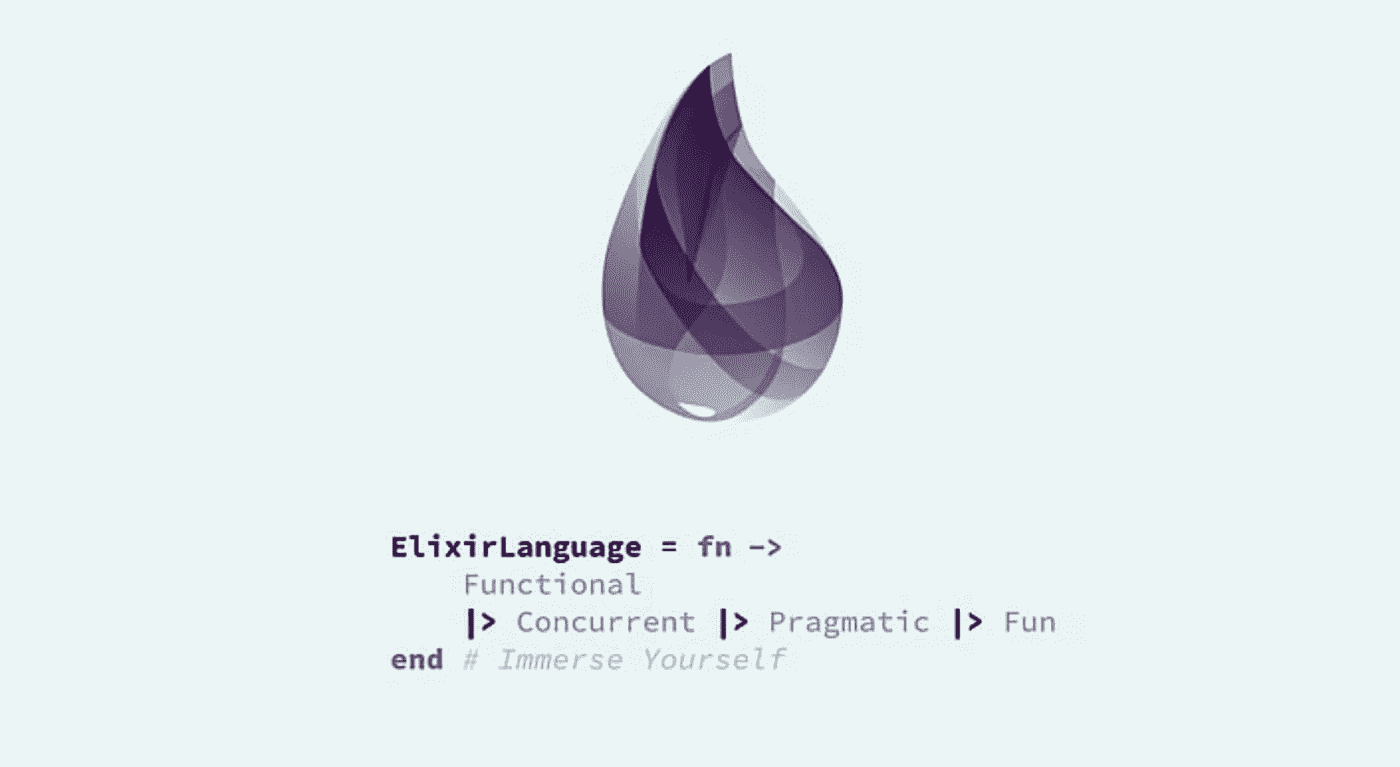 ElixirLanguage = fn ->
Functional
|> Concurrent |> Pragmatic |> Fun
end # Immerse Yourself